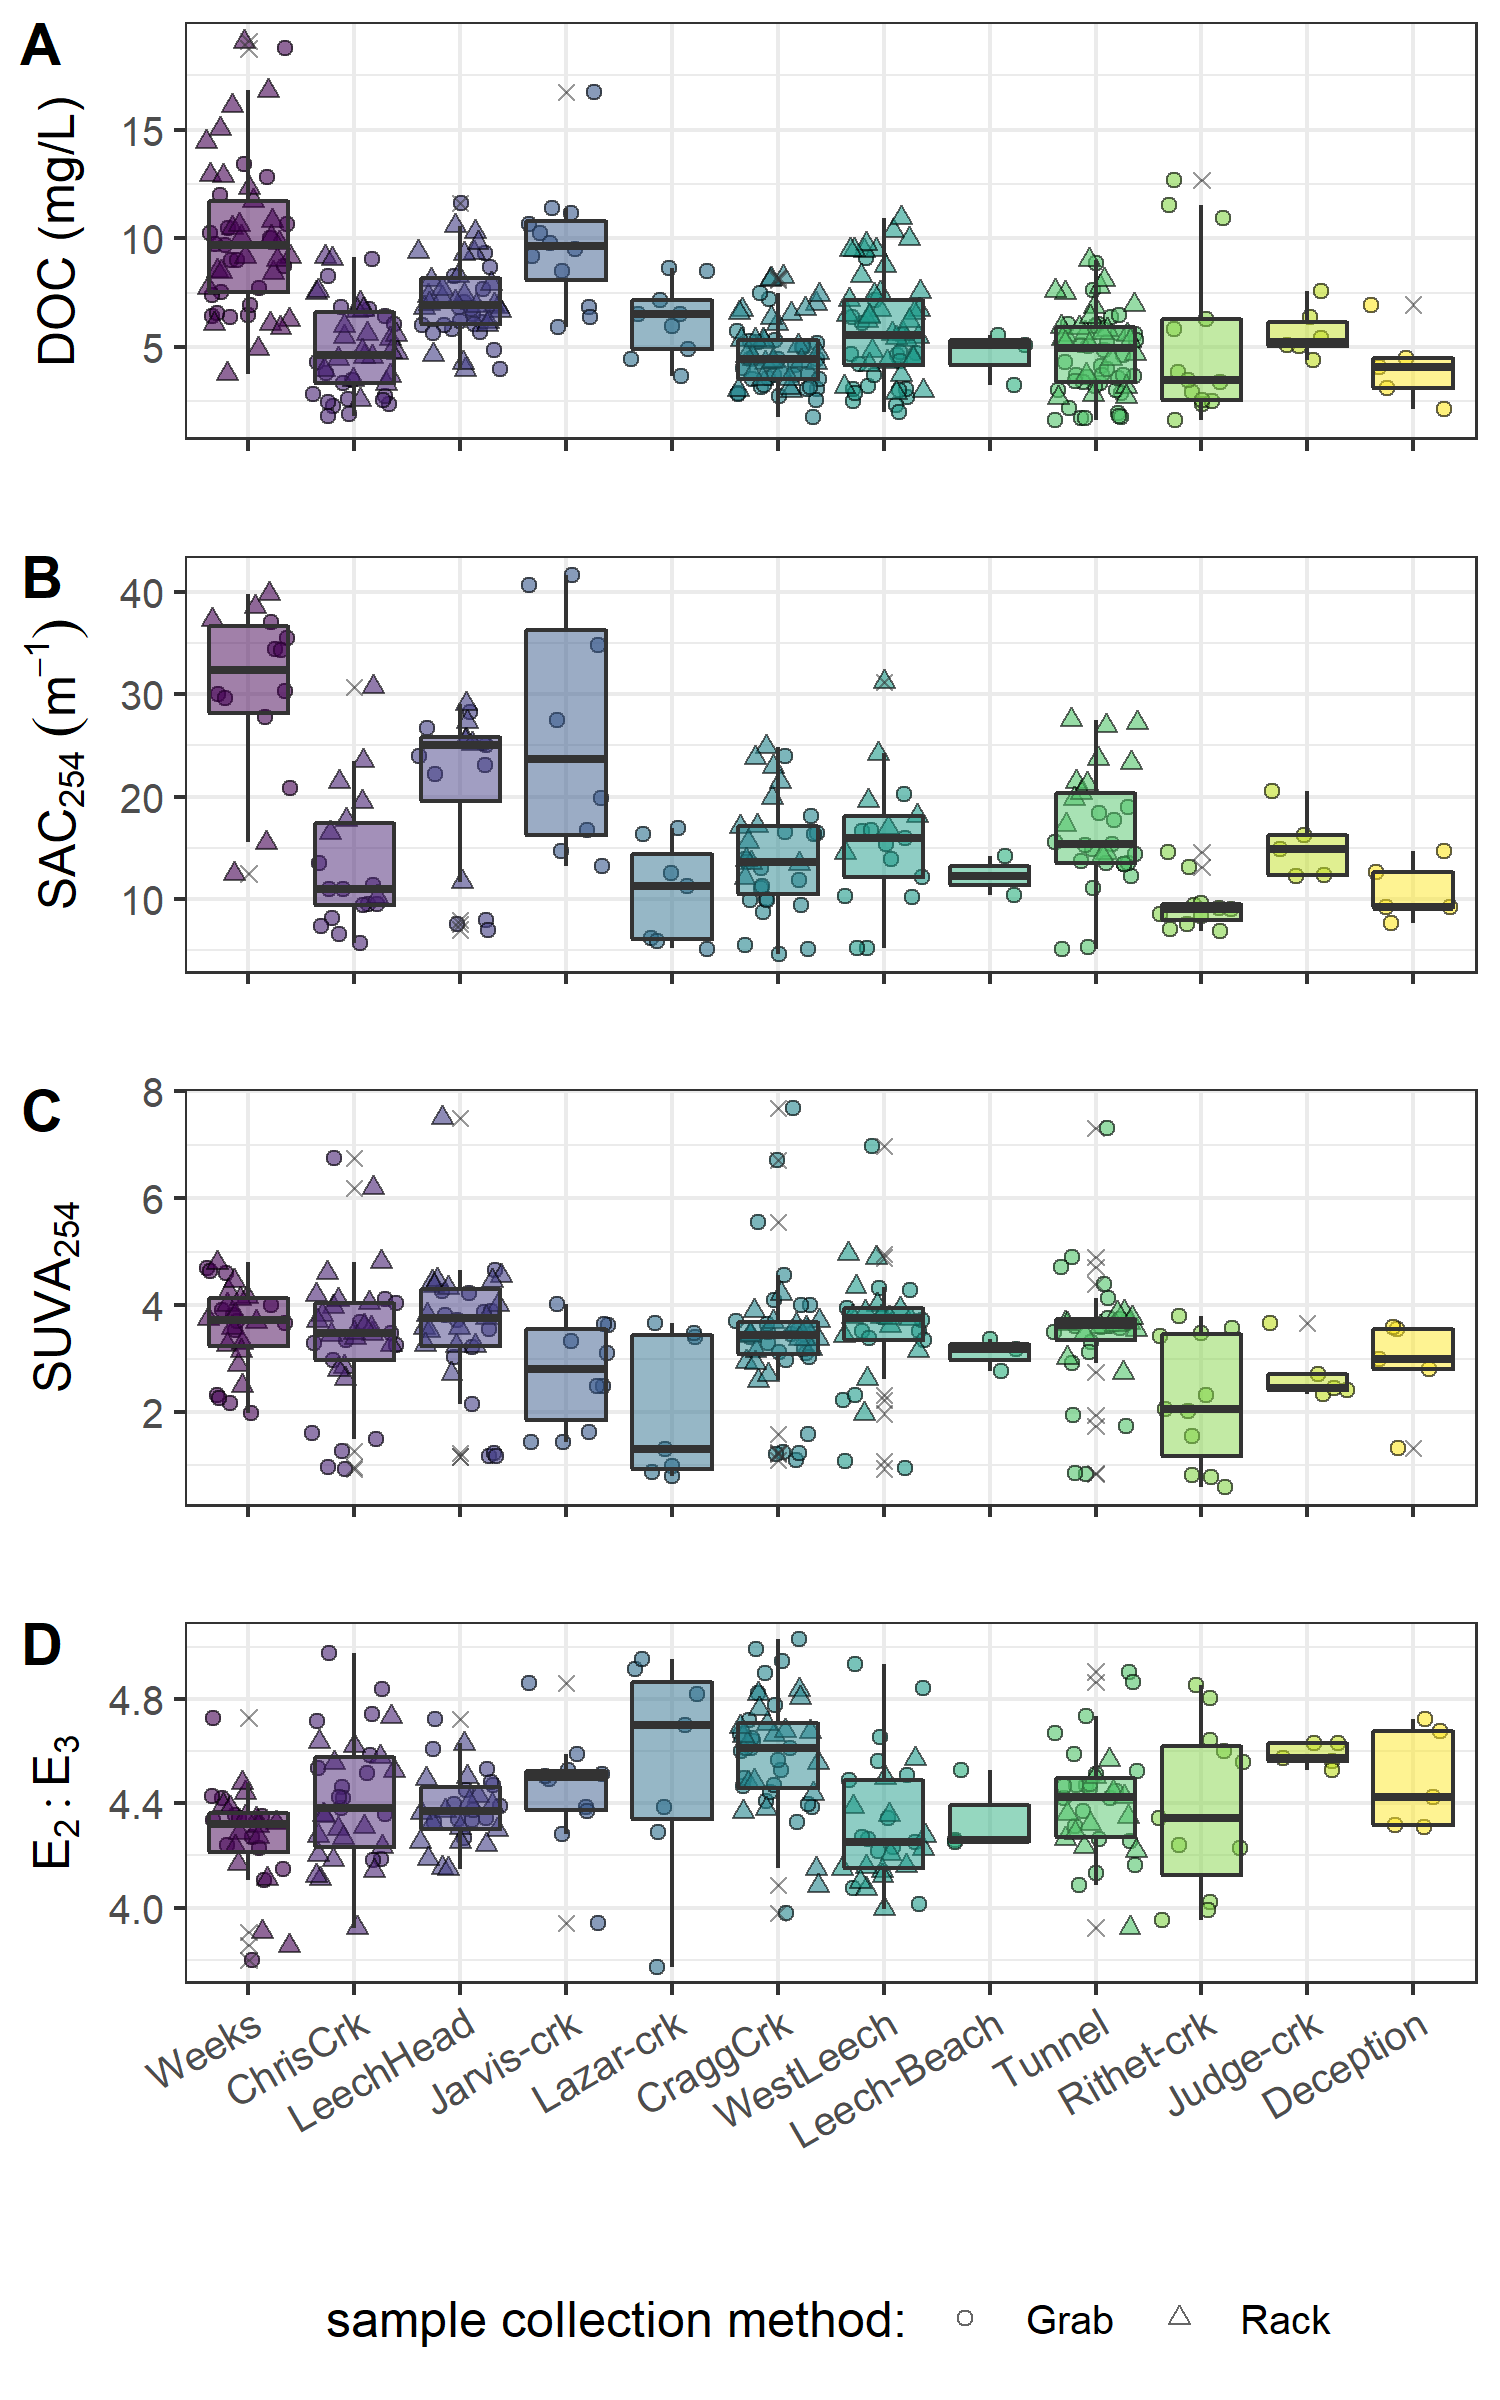 A
DOC (mg/L)
15
10
5
B
SAC₂₅₄ (m⁻¹)
40
30
20
10
C
SUVA₂₅₄
8
6
4
2
D
E₂ : E₃
4.8
4.4
4.0
Weeks
ChrisCrk
LeechHead
Jarvis-crk
Lazar-crk
CraggCrk
WestLeech
Leech-Beach
Tunnel
Rithet-crk
Judge-crk
Deception
sample collection method: Grab Rack